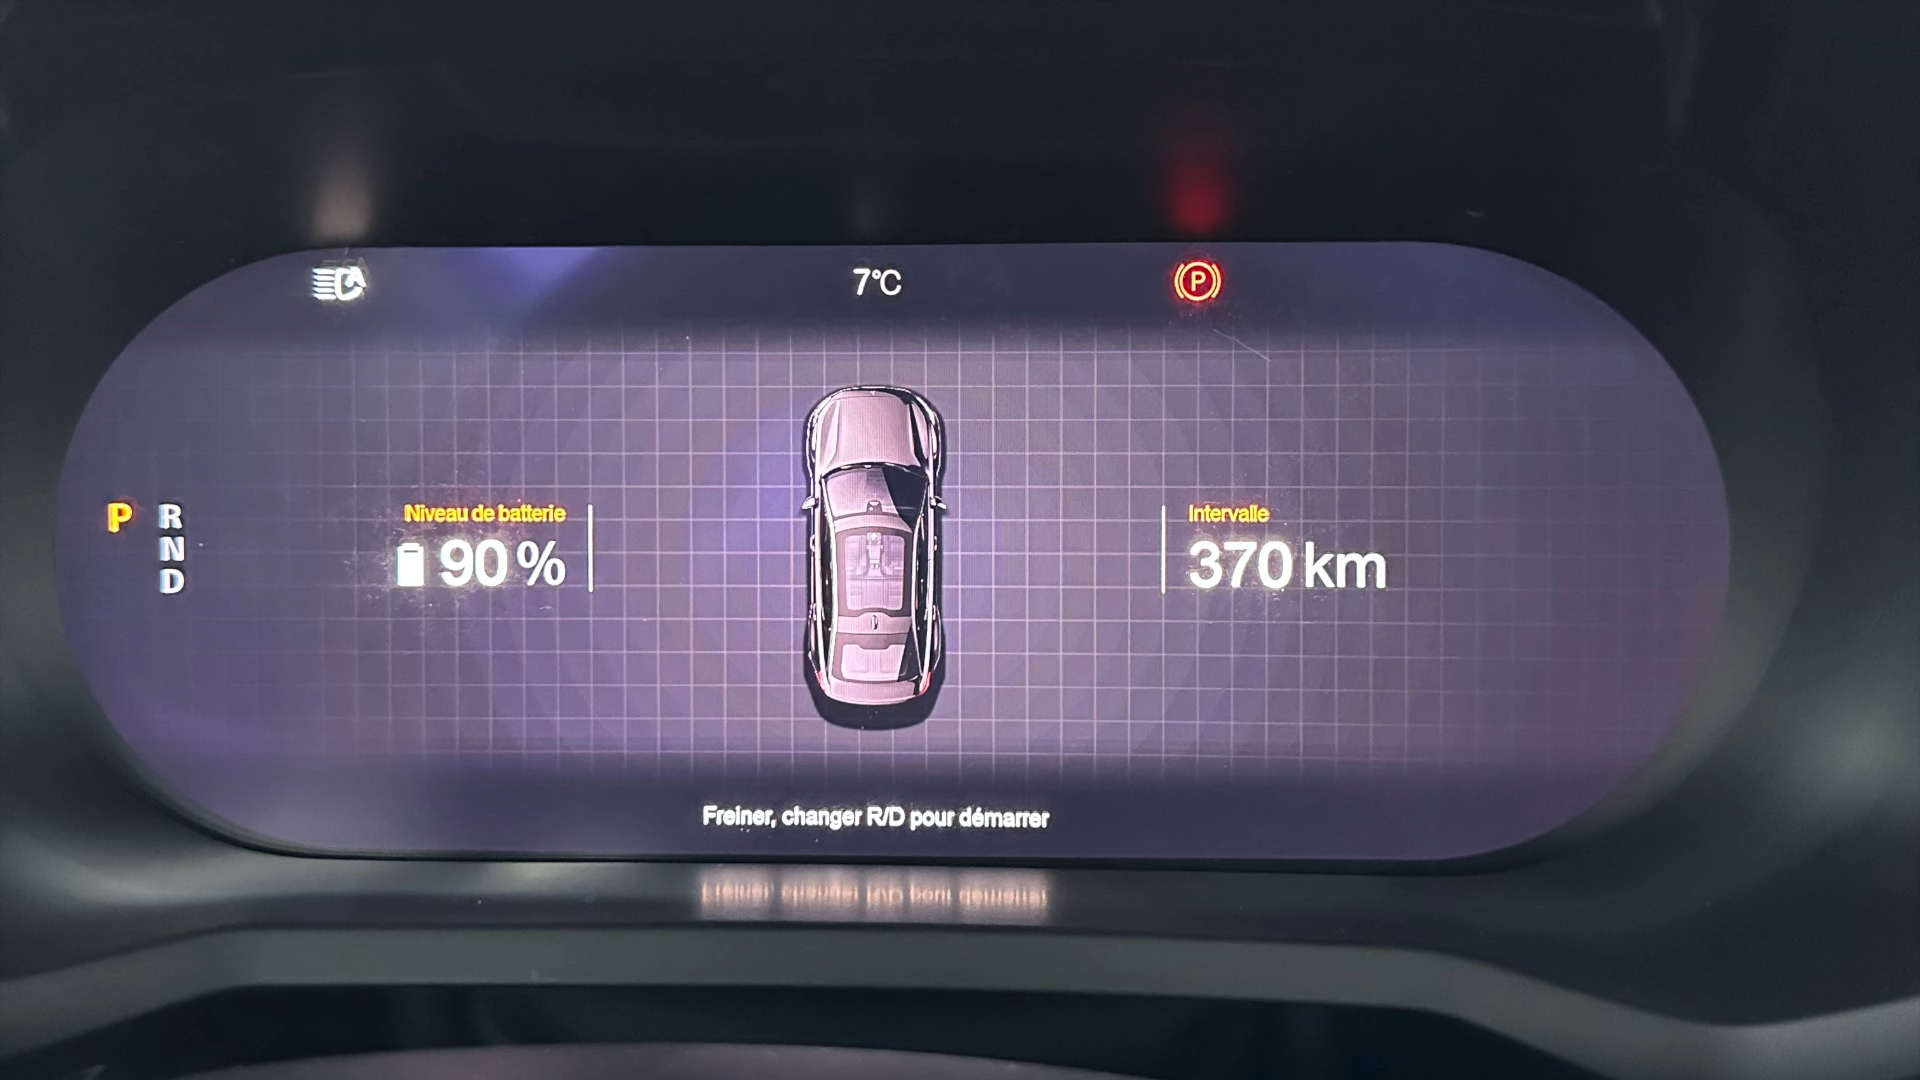 7°C
P
P
R
N
D
Niveau de batterie
90 %
Intervalle
370 km
Freiner, changer R/D pour démarrer